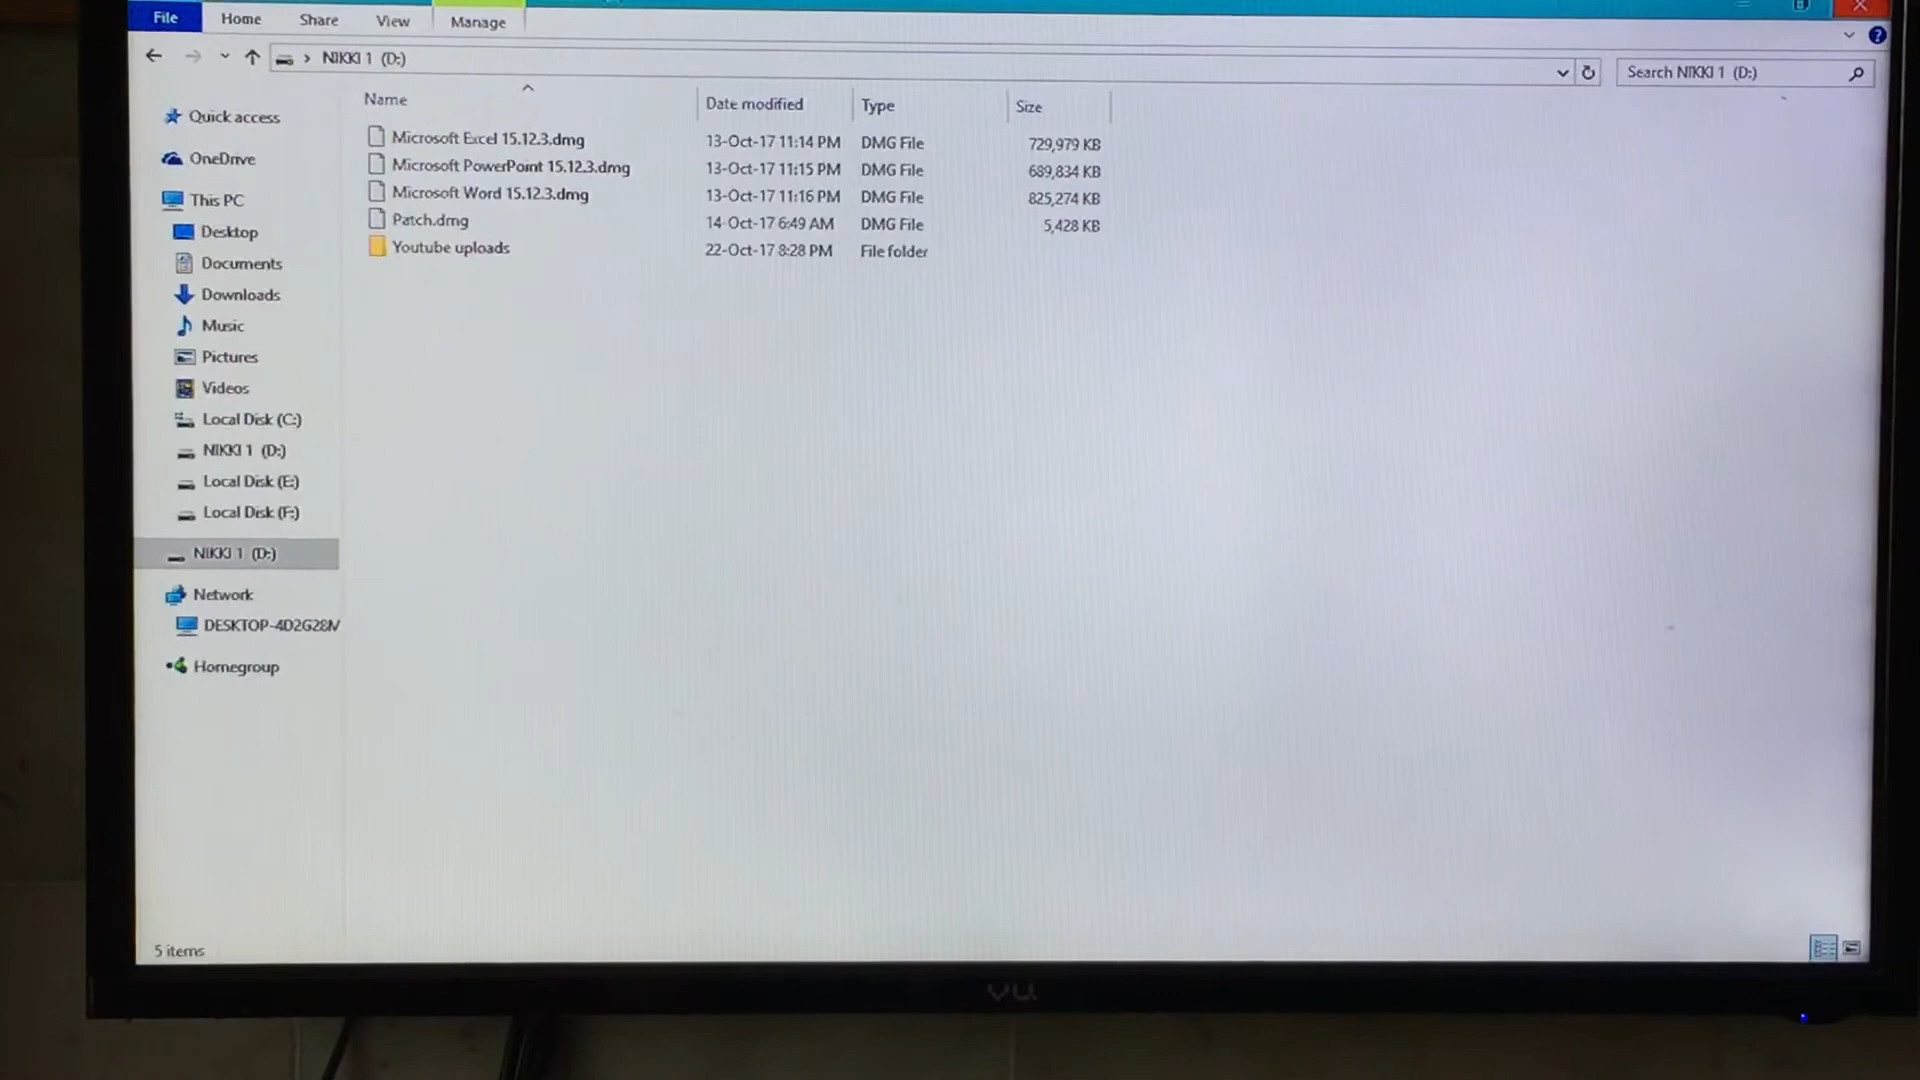 File Home Share View Manage
NIKKI 1 (D:)
Search NIKKI 1 (D:)
Name Date modified Type Size
Microsoft Excel 15.12.3.dmg 13-Oct-17 11:14 PM DMG File 729,979 KB
Microsoft PowerPoint 15.12.3.dmg 13-Oct-17 11:15 PM DMG File 689,834 KB
Microsoft Word 15.12.3.dmg 13-Oct-17 11:16 PM DMG File 825,274 KB
Patch.dmg 14-Oct-17 6:49 AM DMG File 5,428 KB
Youtube uploads 22-Oct-17 8:28 PM File folder
Quick access
OneDrive
This PC
Desktop
Documents
Downloads
Music
Pictures
Videos
Local Disk (C:)
NIKKI 1 (D:)
Local Disk (E:)
Local Disk (F:)
NIKKI 1 (D:)
Network
DESKTOP-4D2G28M
Homegroup
5 items
VU